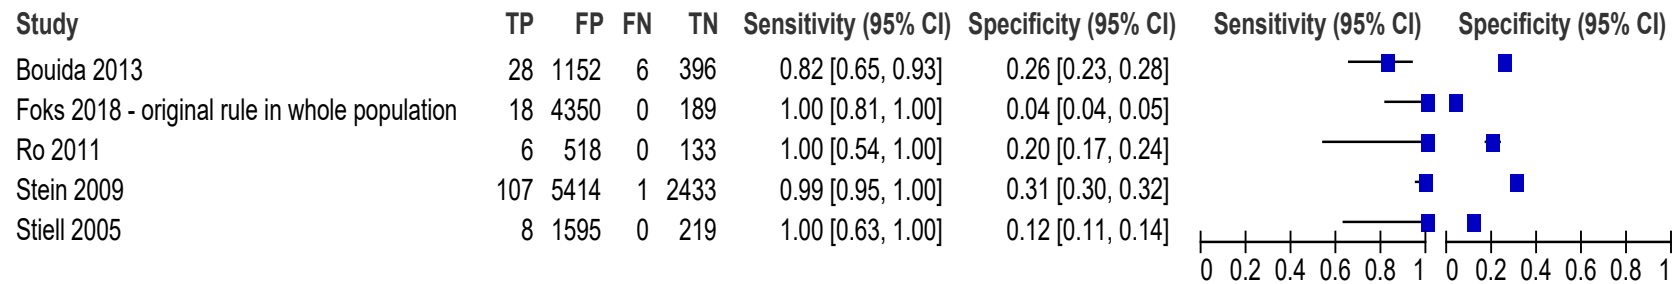 Study TP FP FN TN Sensitivity (95% CI) Specificity (95% CI) Sensitivity (95% CI) Specificity (95% CI)
Bouida 2013 28 1152 6 396 0.82 [0.65, 0.93] 0.26 [0.23, 0.28]
Foks 2018 - original rule in whole population 18 4350 0 189 1.00 [0.81, 1.00] 0.04 [0.04, 0.05]
Ro 2011 6 518 0 133 1.00 [0.54, 1.00] 0.20 [0.17, 0.24]
Stein 2009 107 5414 1 2433 0.99 [0.95, 1.00] 0.31 [0.30, 0.32]
Stiell 2005 8 1595 0 219 1.00 [0.63, 1.00] 0.12 [0.11, 0.14]
0 0.2 0.4 0.6 0.8 1 0 0.2 0.4 0.6 0.8 1